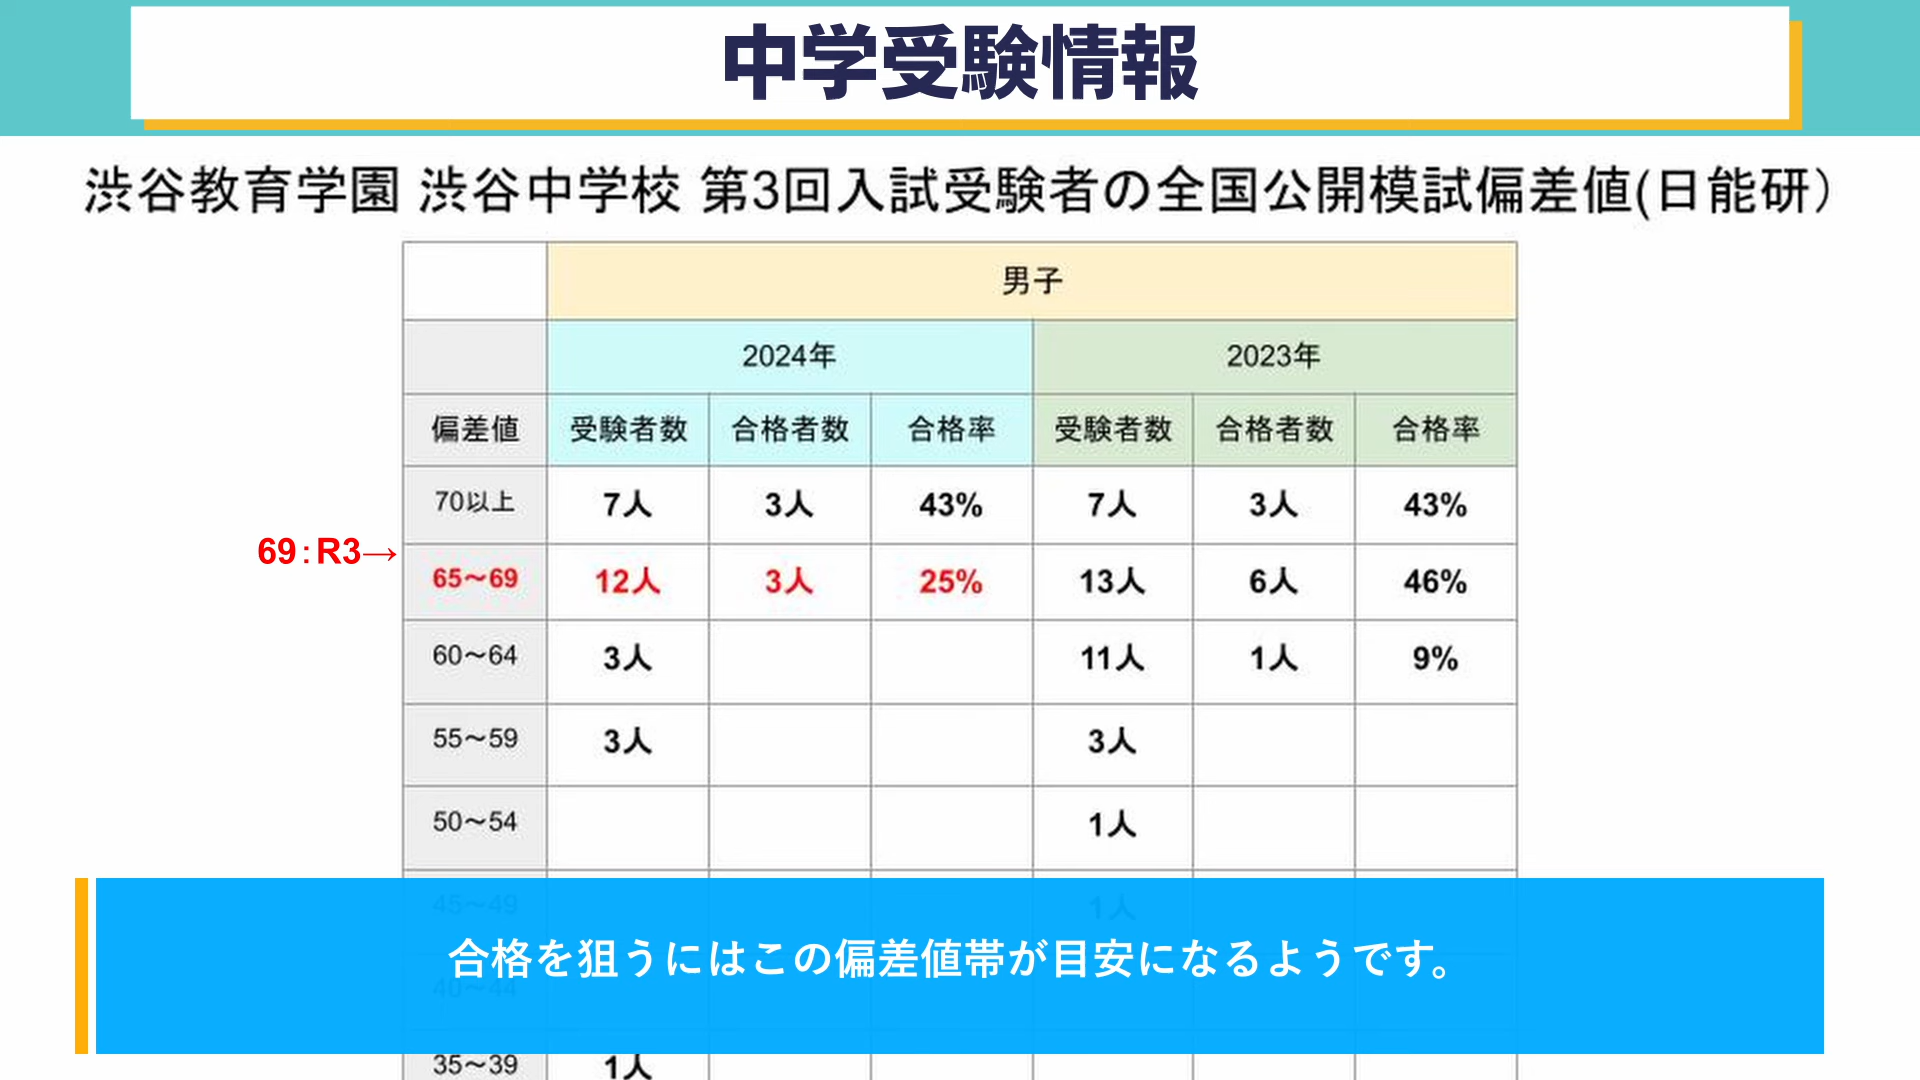 中学受験情報
渋谷教育学園 渋谷中学校 第3回入試受験者の全国公開模試偏差値(日能研）
男子
2024年 2023年
偏差値 受験者数 合格者数 合格率 受験者数 合格者数 合格率
70以上 7人 3人 43% 7人 3人 43%
69：R3→
65〜69 12人 3人 25% 13人 6人 46%
60〜64 3人 11人 1人 9%
55〜59 3人 3人
50〜54 1人
45〜49 1人
合格を狙うにはこの偏差値帯が目安になるようです。
40〜44
35〜39 1人